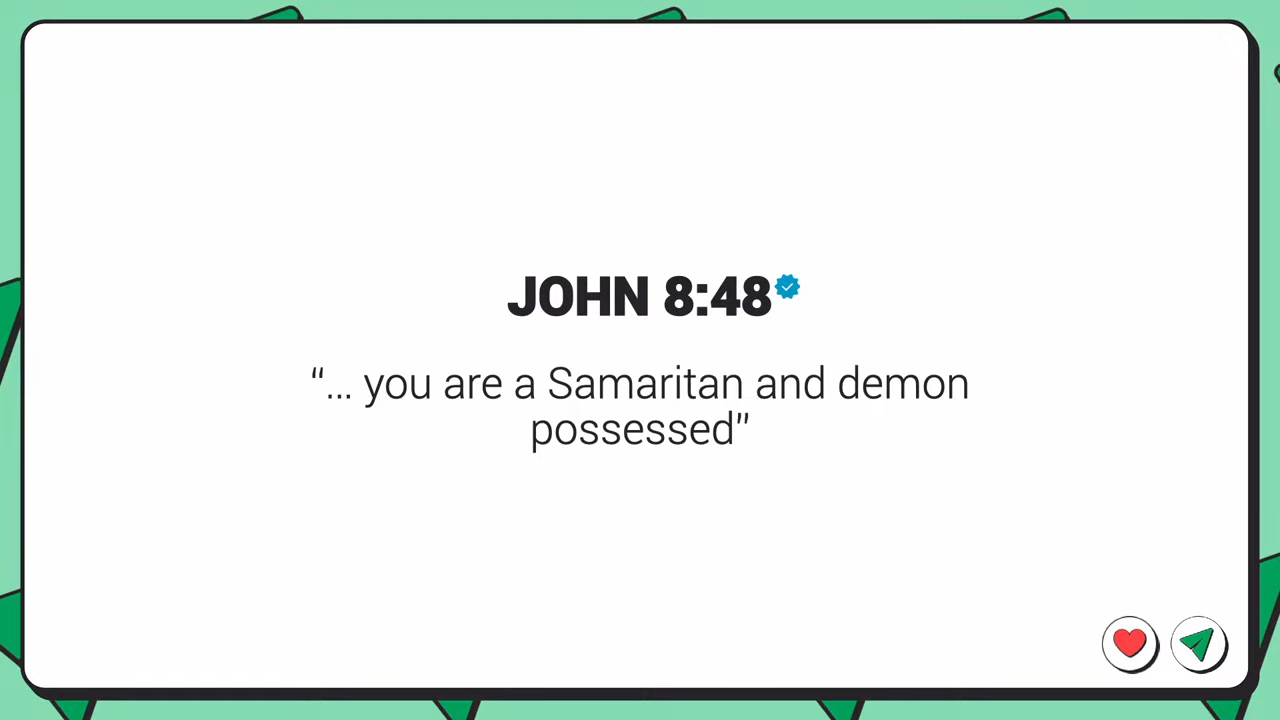 JOHN 8:48
“... you are a Samaritan and demon
possessed”